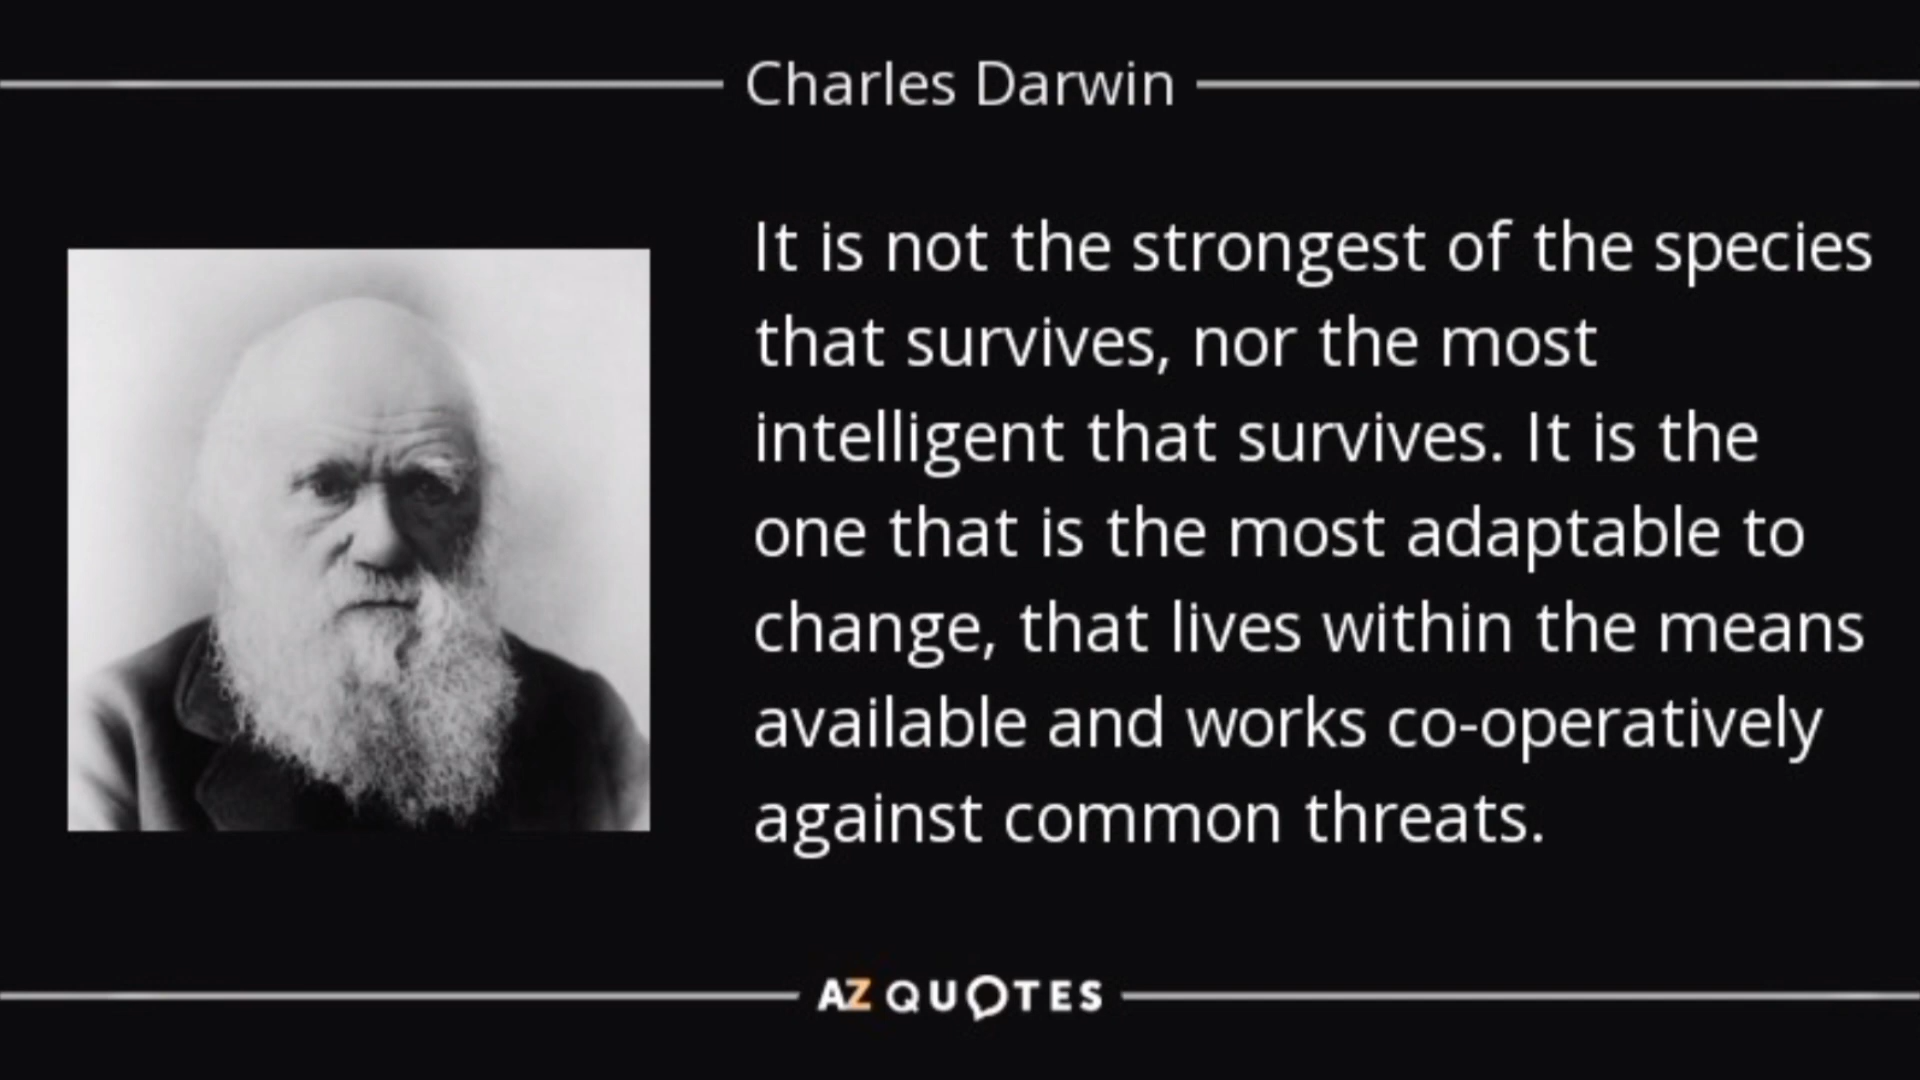 Charles Darwin
It is not the strongest of the species
that survives, nor the most
intelligent that survives. It is the
one that is the most adaptable to
change, that lives within the means
available and works co-operatively
against common threats.
AZ QUOTES